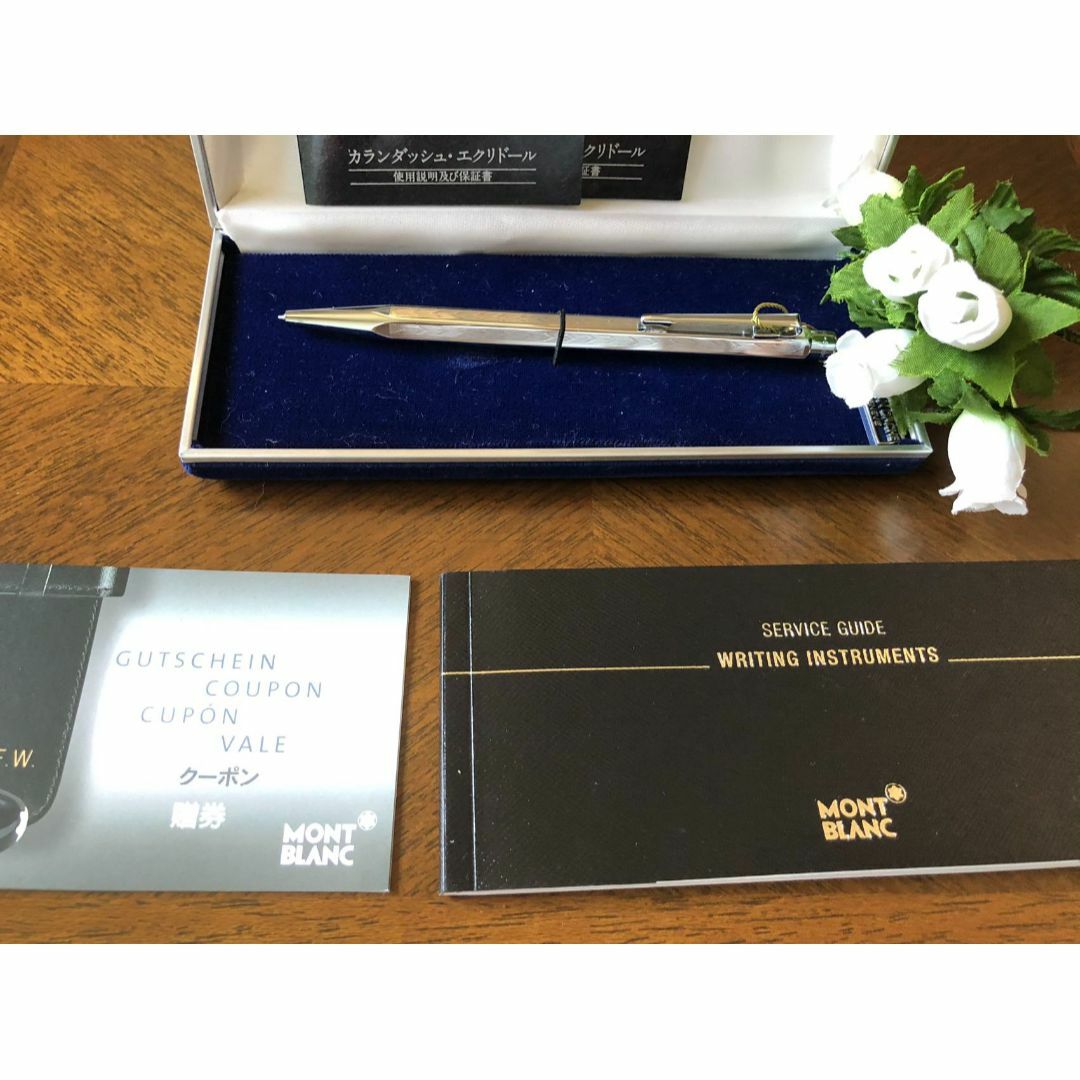 カランダッシュ・エクリドール
使用説明及び保証書
クリドール
証書
GUTSCHEIN
COUPON
CUPÓN
VALE
F.W.
クーポン
贈券
MONT
BLANC
SERVICE GUIDE
WRITING INSTRUMENTS
MONT
BLANC